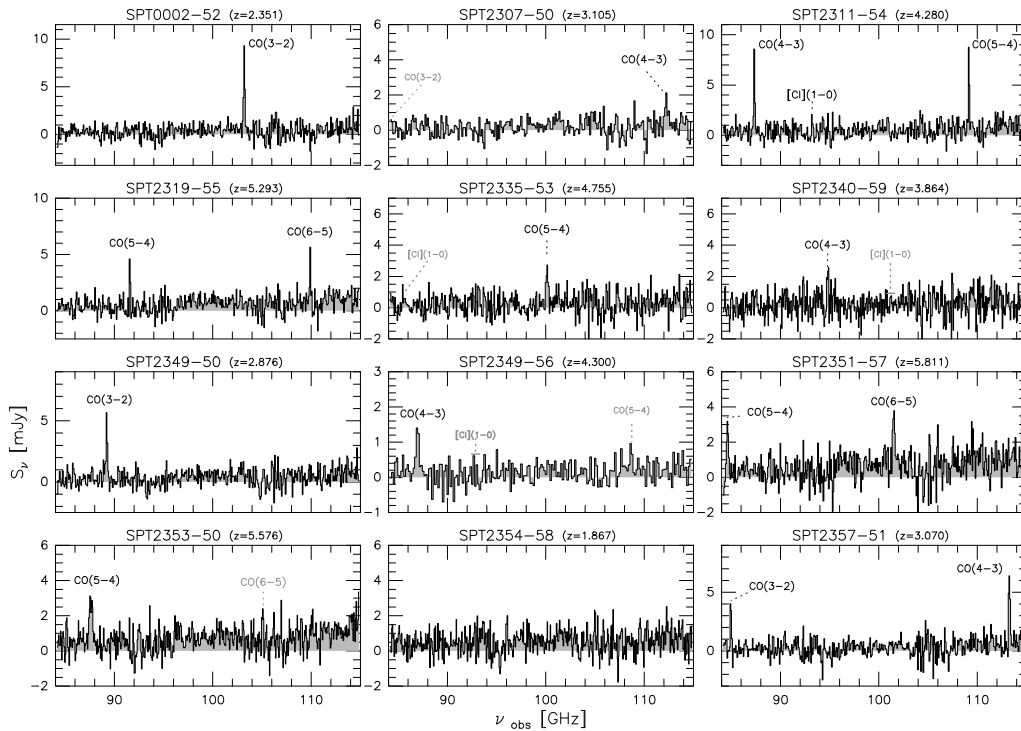 SPT0002−52 (z=2.351)
SPT2307−50 (z=3.105)
SPT2311−54 (z=4.280)
10
5
0
CO(3−2)
6
4
2
0
−2
CO(3−2)
CO(4−3)
10
5
0
CO(4−3)
[CI](1−0)
CO(5−4)
SPT2319−55 (z=5.293)
SPT2335−53 (z=4.755)
SPT2340−59 (z=3.864)
10
5
0
CO(5−4)
CO(6−5)
6
4
2
0
−2
[CI](1−0)
CO(5−4)
6
4
2
0
−2
CO(4−3)
[CI](1−0)
SPT2349−50 (z=2.876)
SPT2349−56 (z=4.300)
SPT2351−57 (z=5.811)
5
0
CO(3−2)
3
2
1
0
−1
CO(4−3)
[CI](1−0)
CO(5−4)
6
4
2
0
−2
CO(5−4)
CO(6−5)
SPT2353−50 (z=5.576)
SPT2354−58 (z=1.867)
SPT2357−51 (z=3.070)
6
4
2
0
−2
CO(5−4)
CO(6−5)
6
4
2
0
−2
5
0
CO(3−2)
CO(4−3)
90 100 110
90 100 110
90 100 110
S_ν [mJy]
ν obs [GHz]